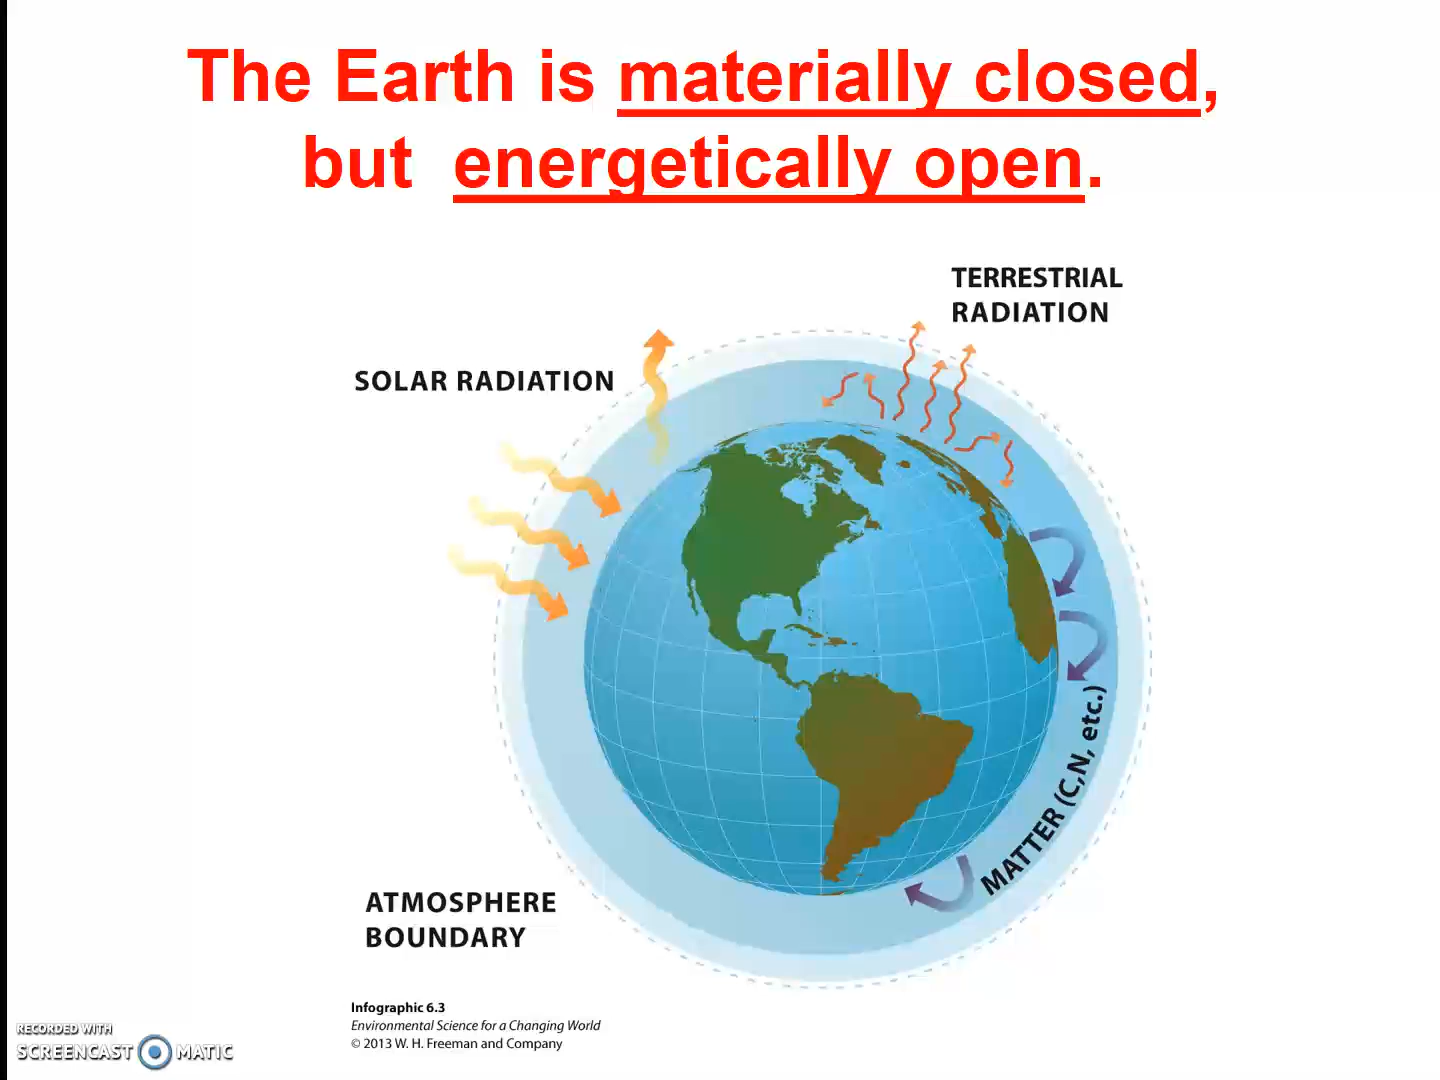 The Earth is materially closed,
but energetically open.
TERRESTRIAL
RADIATION
SOLAR RADIATION
MATTER (C,N, etc.)
ATMOSPHERE
BOUNDARY
Infographic 6.3
Environmental Science for a Changing World
© 2013 W. H. Freeman and Company
RECORDED WITH
SCREENCAST MATIC